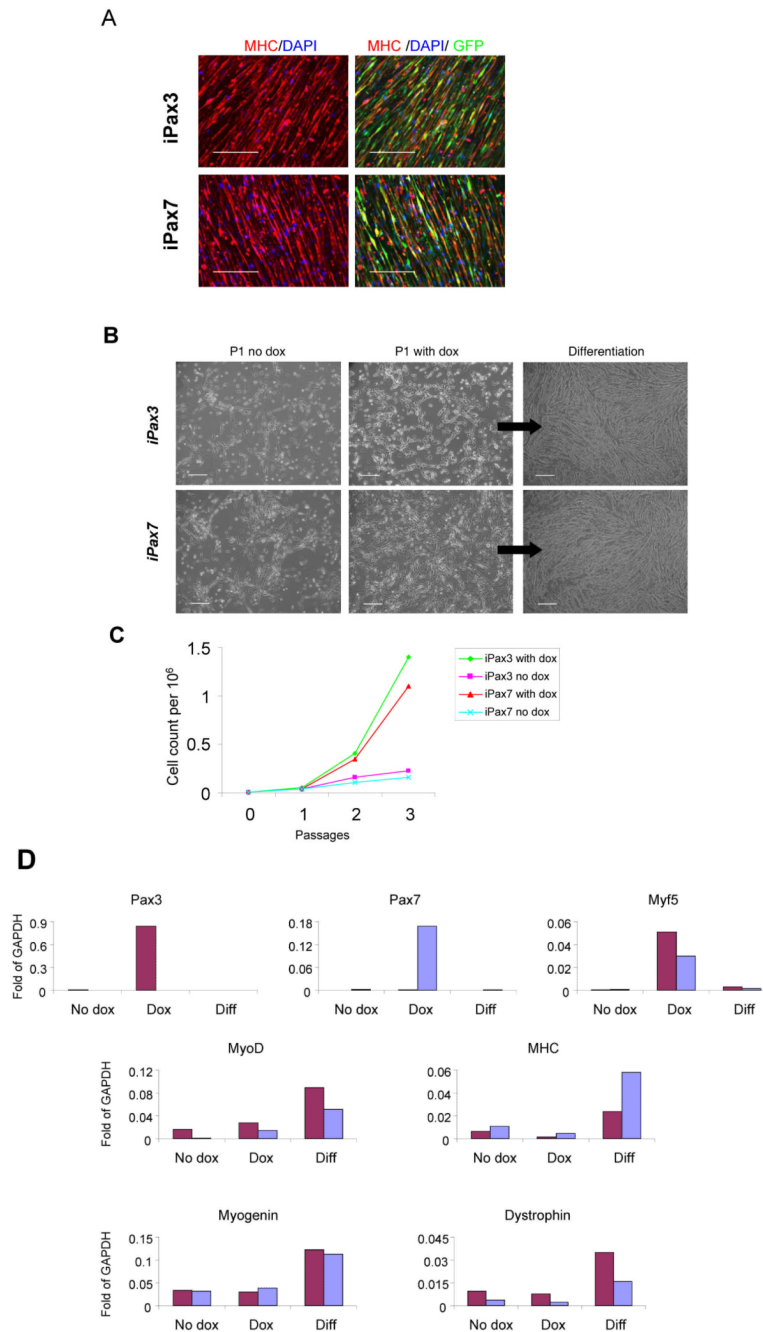 A
MHC/DAPI
MHC /DAPI/ GFP
iPax3
iPax7
B
P1 no dox
P1 with dox
Differentiation
iPax3
iPax7
C
Cell count per 10⁶
1.5
1
0.5
0
0 1 2 3
Passages
iPax3 with dox
iPax3 no dox
iPax7 with dox
iPax7 no dox
D
Pax3
Fold of GAPDH
0.9
0.6
0.3
0
No dox Dox Diff
Pax7
0.18
0.12
0.06
0
No dox Dox Diff
Myf5
0.06
0.04
0.02
0
No dox Dox Diff
MyoD
Fold of GAPDH
0.12
0.08
0.04
0
No dox Dox Diff
MHC
0.06
0.04
0.02
0
No dox Dox Diff
Myogenin
Fold of GAPDH
0.15
0.1
0.05
0
No dox Dox Diff
Dystrophin
0.045
0.03
0.015
0
No dox Dox Diff